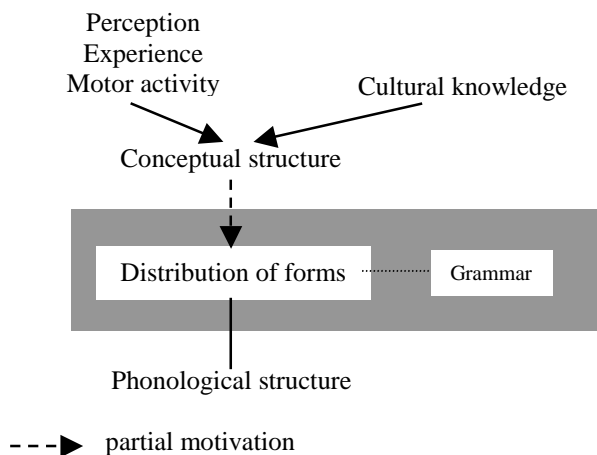 Perception
Experience
Motor activity
Cultural knowledge
Conceptual structure
Distribution of forms
Grammar
Phonological structure
partial motivation